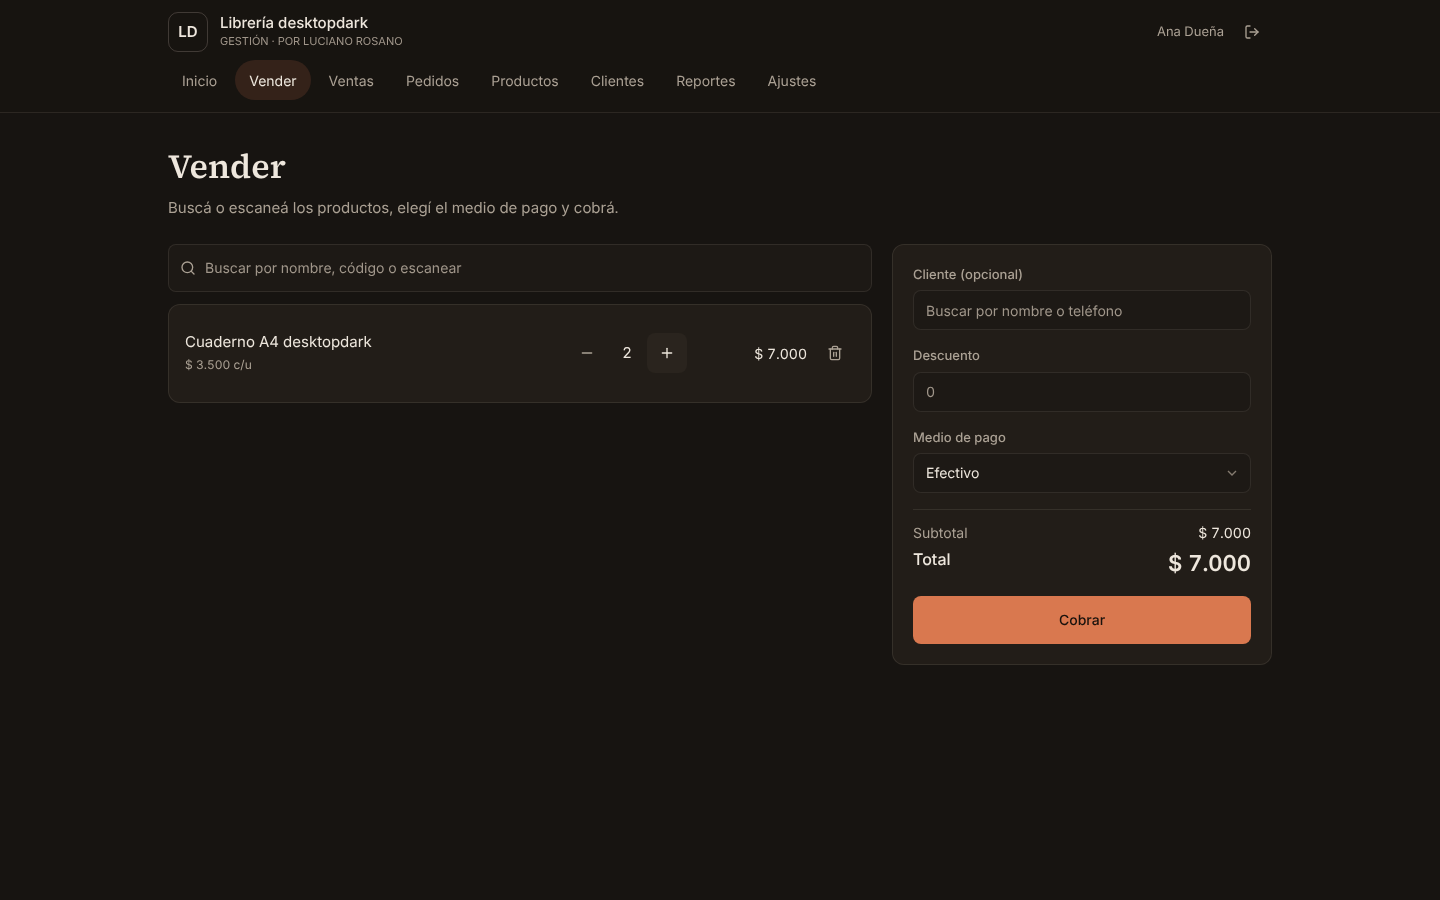 LD
Librería desktopdark
GESTIÓN · POR LUCIANO ROSANO
Ana Dueña
Inicio
Vender
Ventas
Pedidos
Productos
Clientes
Reportes
Ajustes
Vender
Buscá o escaneá los productos, elegí el medio de pago y cobrá.
Buscar por nombre, código o escanear
Cuaderno A4 desktopdark
$ 3.500 c/u
− 2 +
$ 7.000
Cliente (opcional)
Buscar por nombre o teléfono
Descuento
0
Medio de pago
Efectivo
Subtotal $ 7.000
Total $ 7.000
Cobrar